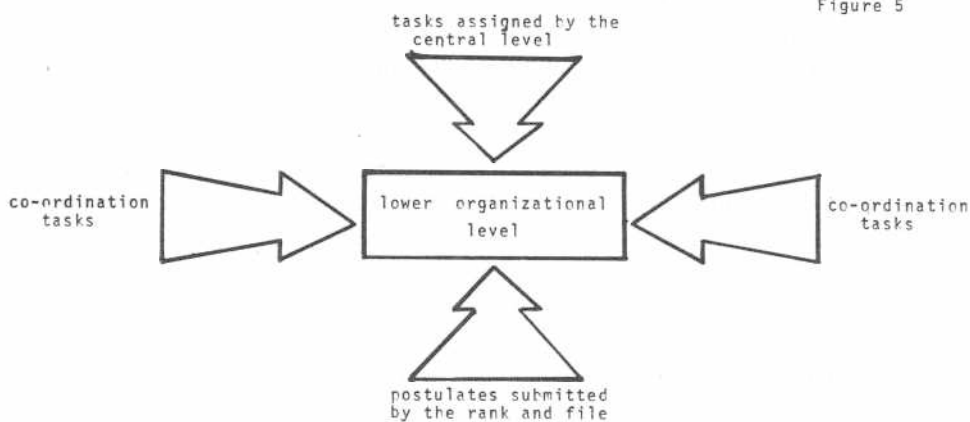 Figure 5
tasks assigned by the
central level
co-ordination
tasks
lower organizational
level
co-ordination
tasks
postulates submitted
by the rank and file